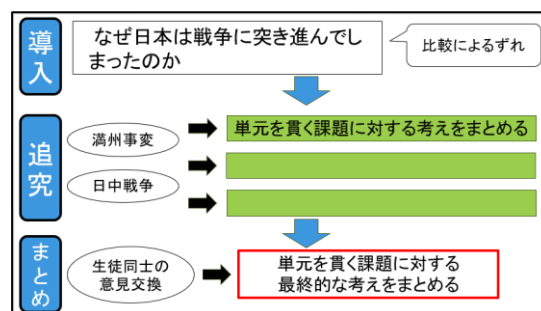 導入
なぜ日本は戦争に突き進んでし
まったのか
比較によるずれ
追究
満州事変
日中戦争
単元を貫く課題に対する考えをまとめる
まとめ
生徒同士の
意見交換
単元を貫く課題に対する
最終的な考えをまとめる